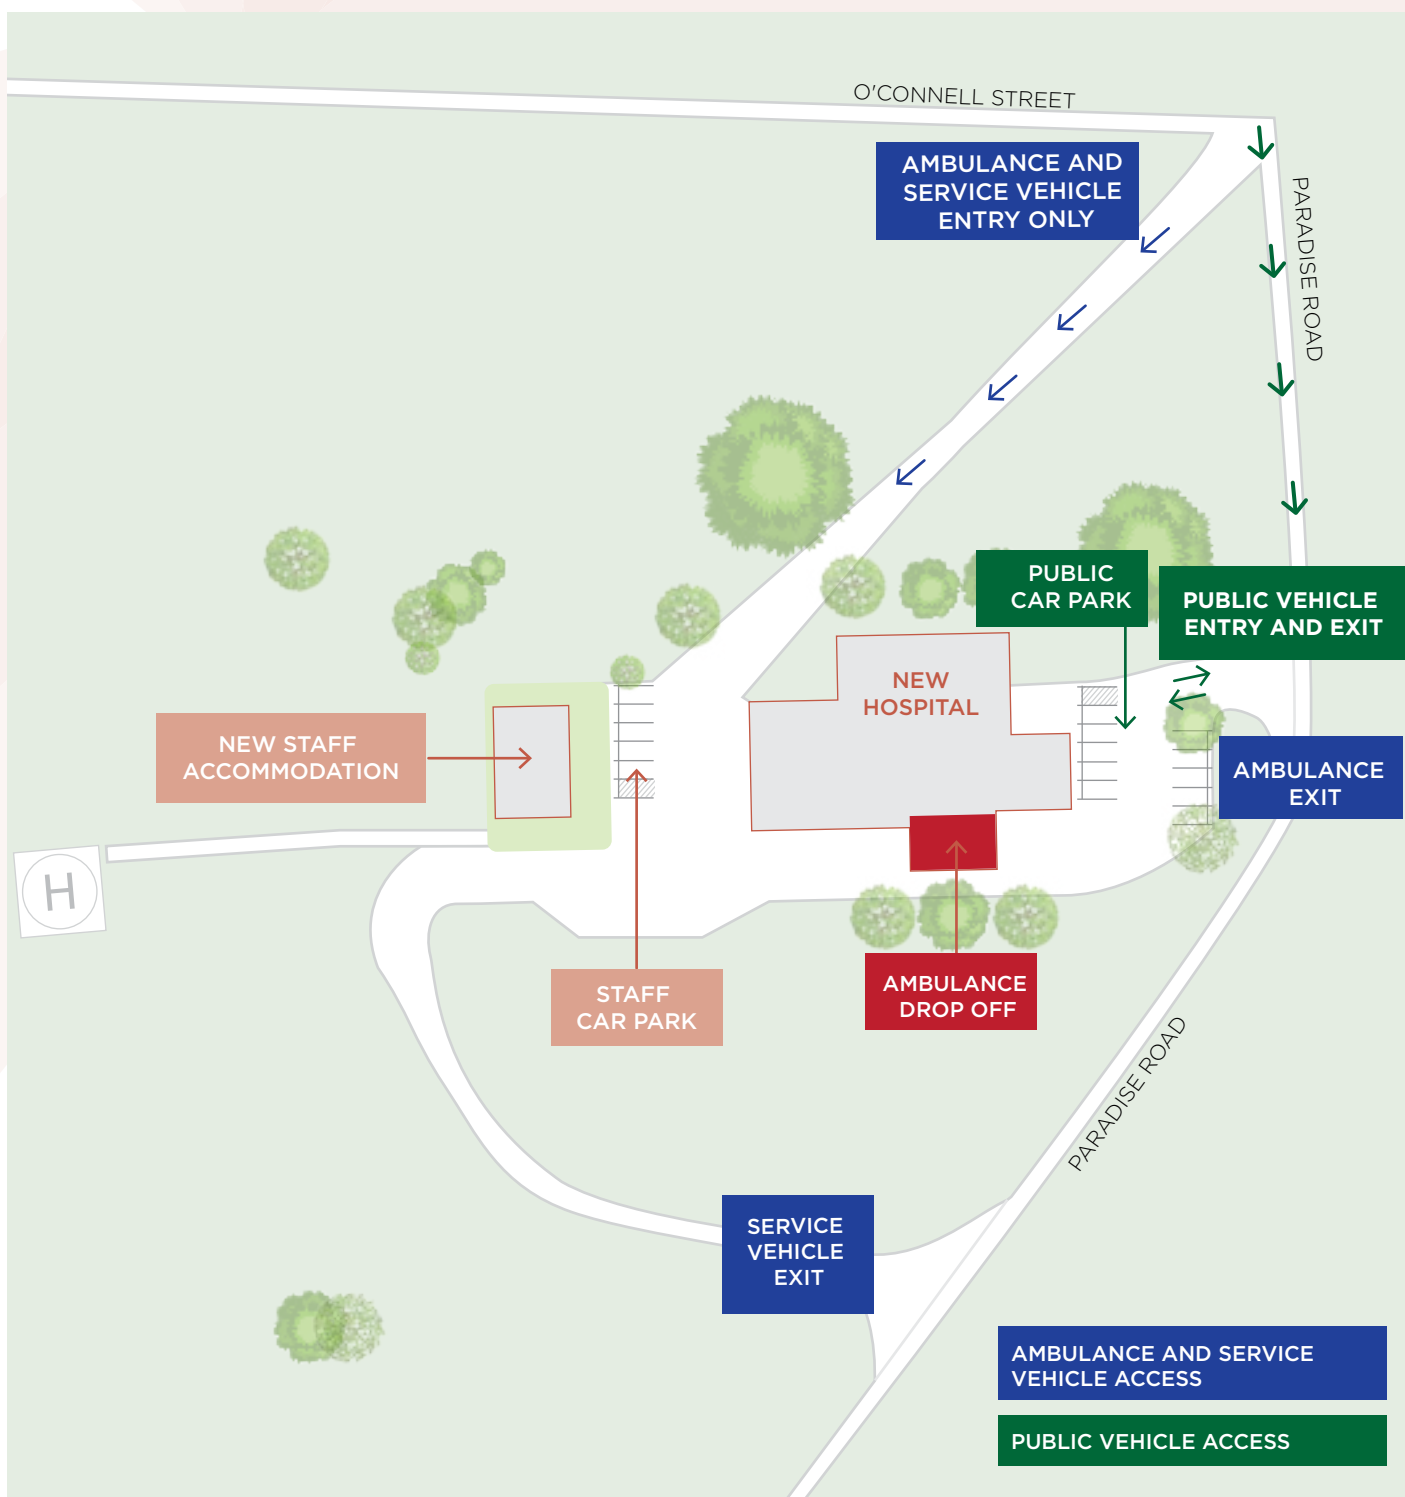 O'CONNELL STREET
AMBULANCE AND
SERVICE VEHICLE
ENTRY ONLY
PARADISE ROAD
PUBLIC
CAR PARK
PUBLIC VEHICLE
ENTRY AND EXIT
NEW
HOSPITAL
NEW STAFF
ACCOMMODATION
AMBULANCE
EXIT
H
STAFF
CAR PARK
AMBULANCE
DROP OFF
PARADISE ROAD
SERVICE
VEHICLE
EXIT
AMBULANCE AND SERVICE
VEHICLE ACCESS
PUBLIC VEHICLE ACCESS